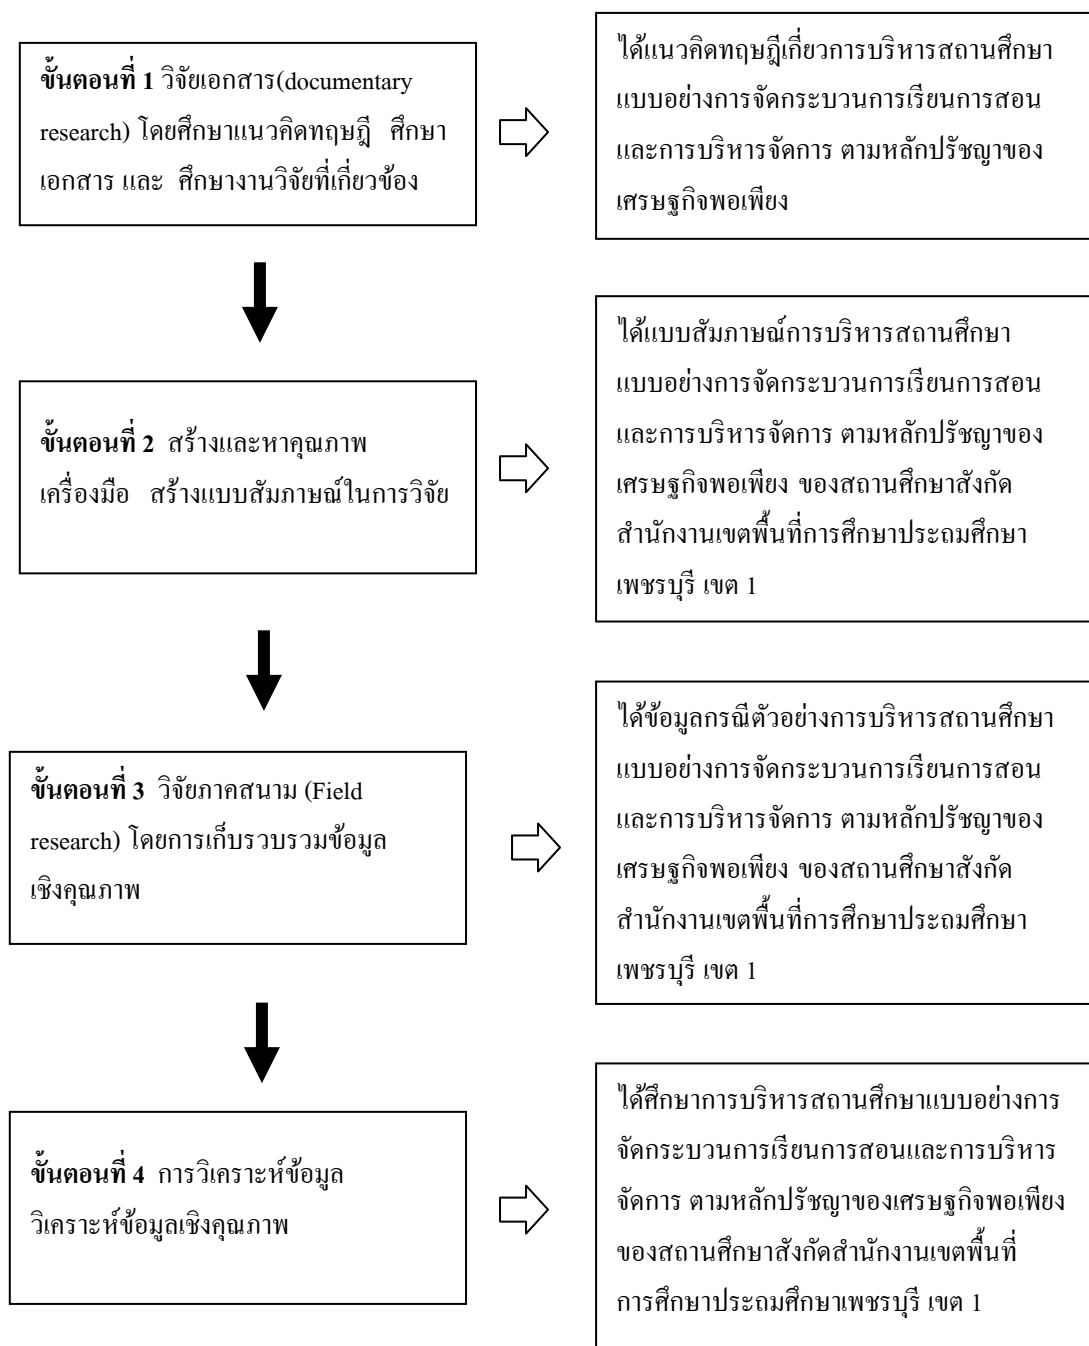 ขั้นตอนที่ 1 วิจัยเอกสาร(documentary
research) โดยศึกษาแนวคิดทฤษฎี ศึกษา
เอกสาร และ ศึกษางานวิจัยที่เกี่ยวข้อง
ได้แนวคิดทฤษฎีเกี่ยวการบริหารสถานศึกษา
แบบอย่างการจัดกระบวนการเรียนการสอน
และการบริหารจัดการ ตามหลักปรัชญาของ
เศรษฐกิจพอเพียง
ขั้นตอนที่ 2 สร้างและหาคุณภาพ
เครื่องมือ สร้างแบบสัมภาษณ์ในการวิจัย
ได้แบบสัมภาษณ์การบริหารสถานศึกษา
แบบอย่างการจัดกระบวนการเรียนการสอน
และการบริหารจัดการ ตามหลักปรัชญาของ
เศรษฐกิจพอเพียง ของสถานศึกษาสังกัด
สำนักงานเขตพื้นที่การศึกษาประถมศึกษา
เพชรบุรี เขต 1
ขั้นตอนที่ 3 วิจัยภาคสนาม (Field
research) โดยการเก็บรวบรวมข้อมูล
เชิงคุณภาพ
ได้ข้อมูลกรณีตัวอย่างการบริหารสถานศึกษา
แบบอย่างการจัดกระบวนการเรียนการสอน
และการบริหารจัดการ ตามหลักปรัชญาของ
เศรษฐกิจพอเพียง ของสถานศึกษาสังกัด
สำนักงานเขตพื้นที่การศึกษาประถมศึกษา
เพชรบุรี เขต 1
ขั้นตอนที่ 4 การวิเคราะห์ข้อมูล
วิเคราะห์ข้อมูลเชิงคุณภาพ
ได้ศึกษาการบริหารสถานศึกษาแบบอย่างการ
จัดกระบวนการเรียนการสอนและการบริหาร
จัดการ ตามหลักปรัชญาของเศรษฐกิจพอเพียง
ของสถานศึกษาสังกัดสำนักงานเขตพื้นที่
การศึกษาประถมศึกษาเพชรบุรี เขต 1